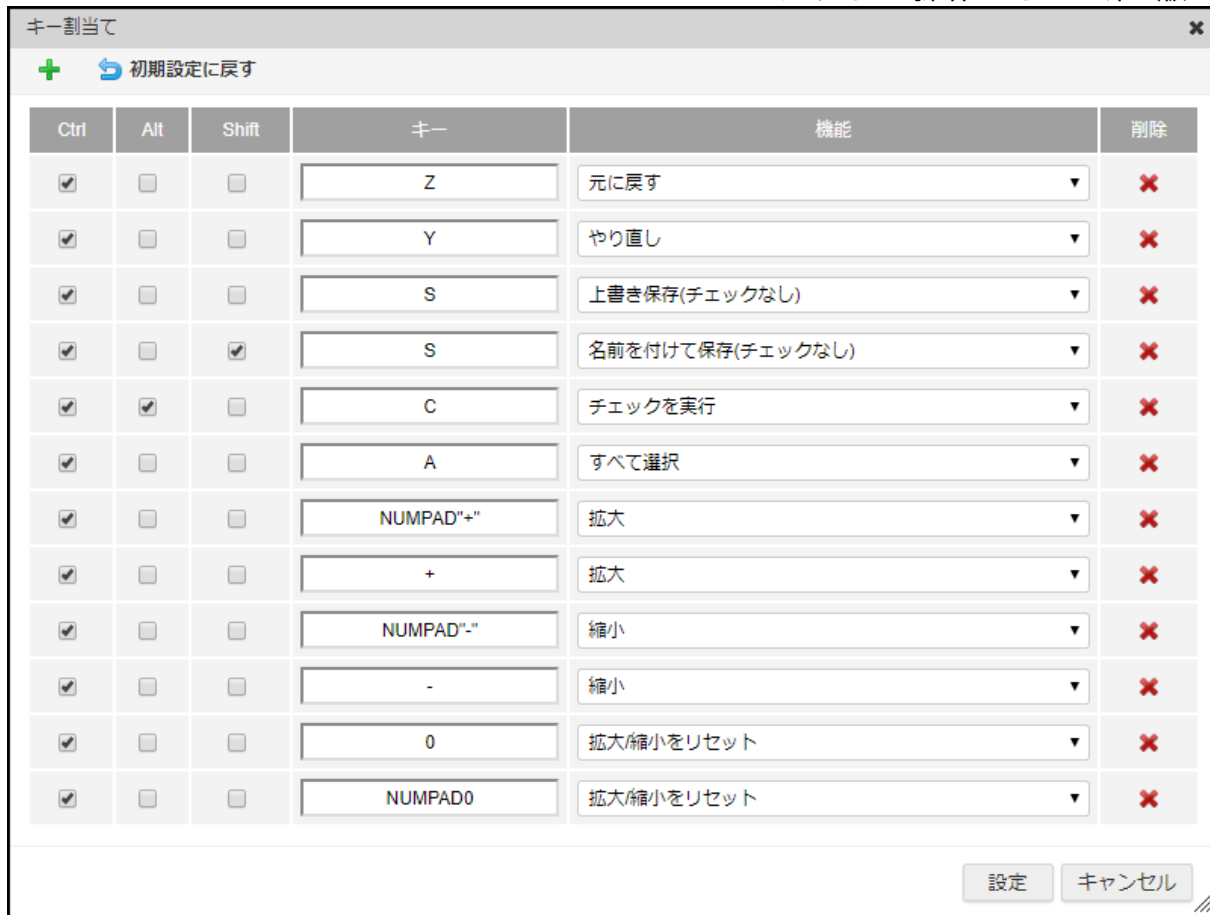 キー割当て
初期設定に戻す
Ctrl Alt Shift キー 機能 削除
Z 元に戻す
Y やり直し
S 上書き保存(チェックなし)
S 名前を付けて保存(チェックなし)
C チェックを実行
A すべて選択
NUMPAD"+" 拡大
+ 拡大
NUMPAD"-" 縮小
- 縮小
0 拡大/縮小をリセット
NUMPAD0 拡大/縮小をリセット
設定 キャンセル